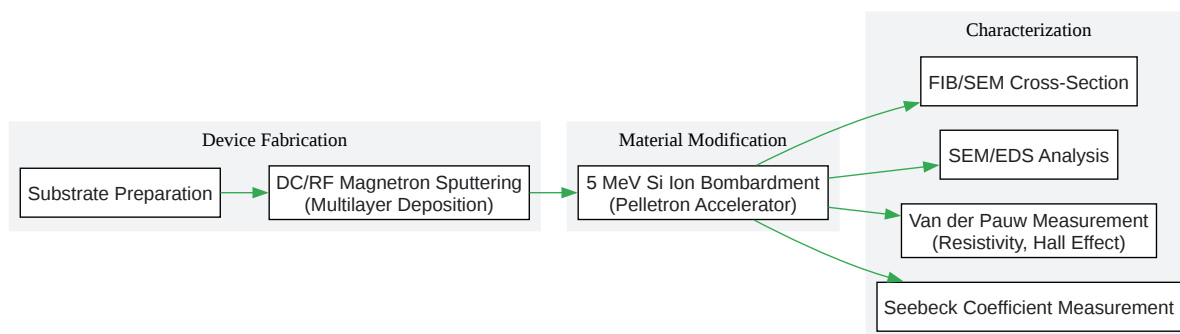 Device Fabrication
Substrate Preparation
DC/RF Magnetron Sputtering
(Multilayer Deposition)
Material Modification
5 MeV Si Ion Bombardment
(Pelletron Accelerator)
Characterization
FIB/SEM Cross-Section
SEM/EDS Analysis
Van der Pauw Measurement
(Resistivity, Hall Effect)
Seebeck Coefficient Measurement